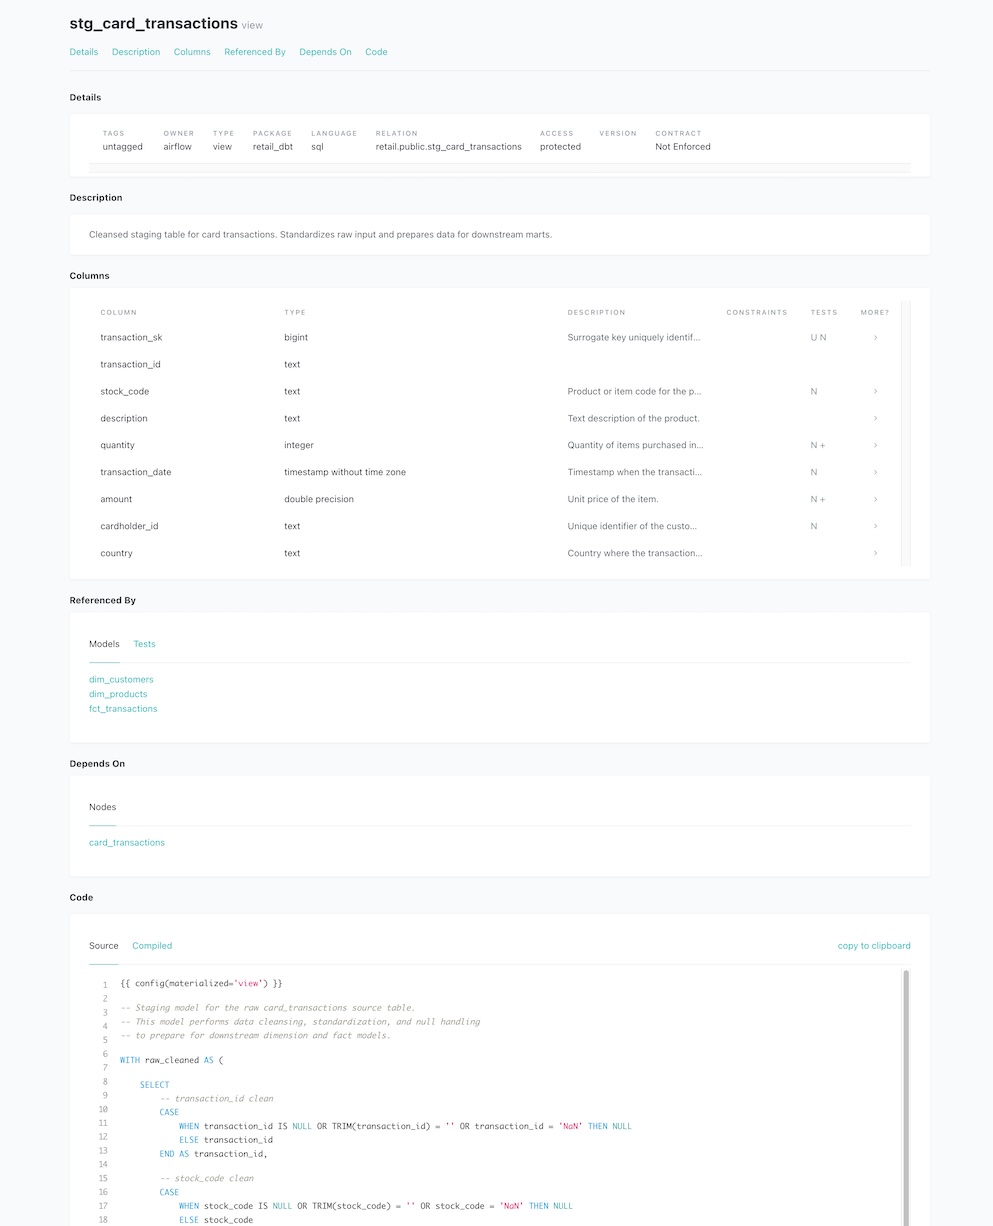 stg_card_transactions view
Details Description Columns Referenced By Depends On Code
Details
TAGS OWNER TYPE PACKAGE LANGUAGE RELATION ACCESS VERSION CONTRACT
untagged airflow view retail_dbt sql retail.public.stg_card_transactions protected Not Enforced
Description
Cleansed staging table for card transactions. Standardizes raw input and prepares data for downstream marts.
Columns
COLUMN TYPE DESCRIPTION CONSTRAINTS TESTS MORE?
transaction_sk bigint Surrogate key uniquely identif... U N >
transaction_id text
stock_code text Product or item code for the p... N >
description text Text description of the product. >
quantity integer Quantity of items purchased in... N + >
transaction_date timestamp without time zone Timestamp when the transacti... N >
amount double precision Unit price of the item. N + >
cardholder_id text Unique identifier of the custo... N >
country text Country where the transaction... >
Referenced By
Models Tests
dim_customers
dim_products
fct_transactions
Depends On
Nodes
card_transactions
Code
Source Compiled copy to clipboard
1 {{ config(materialized='view') }}
2
3 -- Staging model for the raw card_transactions source table.
4 -- This model performs data cleansing, standardization, and null handling
5 -- to prepare for downstream dimension and fact models.
6
7 WITH raw_cleaned AS (
8
9 SELECT
10 -- transaction_id clean
11 CASE
12 WHEN transaction_id IS NULL OR TRIM(transaction_id) = '' OR transaction_id = 'NaN' THEN NULL
13 ELSE transaction_id
14 END AS transaction_id,
15
16 -- stock_code clean
17 CASE
18 WHEN stock_code IS NULL OR TRIM(stock_code) = '' OR stock_code = 'NaN' THEN NULL
ELSE stock_code